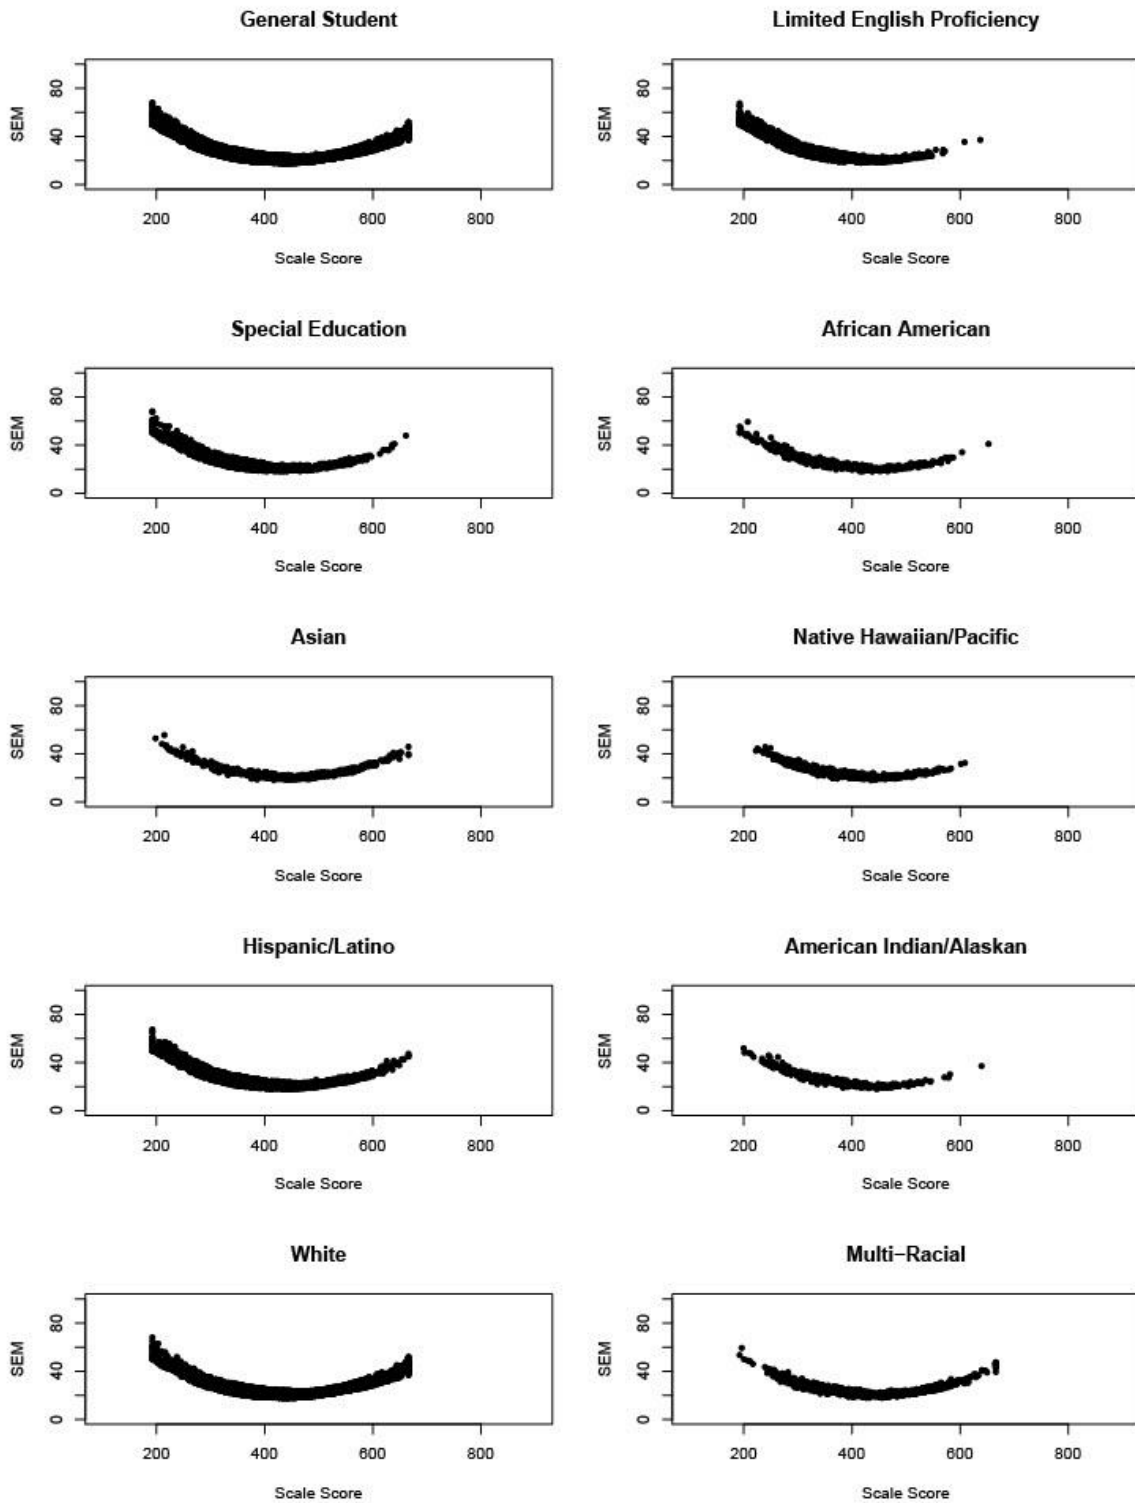 General Student
Limited English Proficiency
SEM
80
40
0
200 400 600 800
Scale Score
SEM
80
40
0
200 400 600 800
Scale Score
Special Education
African American
SEM
80
40
0
200 400 600 800
Scale Score
SEM
80
40
0
200 400 600 800
Scale Score
Asian
Native Hawaiian/Pacific
SEM
80
40
0
200 400 600 800
Scale Score
SEM
80
40
0
200 400 600 800
Scale Score
Hispanic/Latino
American Indian/Alaskan
SEM
80
40
0
200 400 600 800
Scale Score
SEM
80
40
0
200 400 600 800
Scale Score
White
Multi−Racial
SEM
80
40
0
200 400 600 800
Scale Score
SEM
80
40
0
200 400 600 800
Scale Score